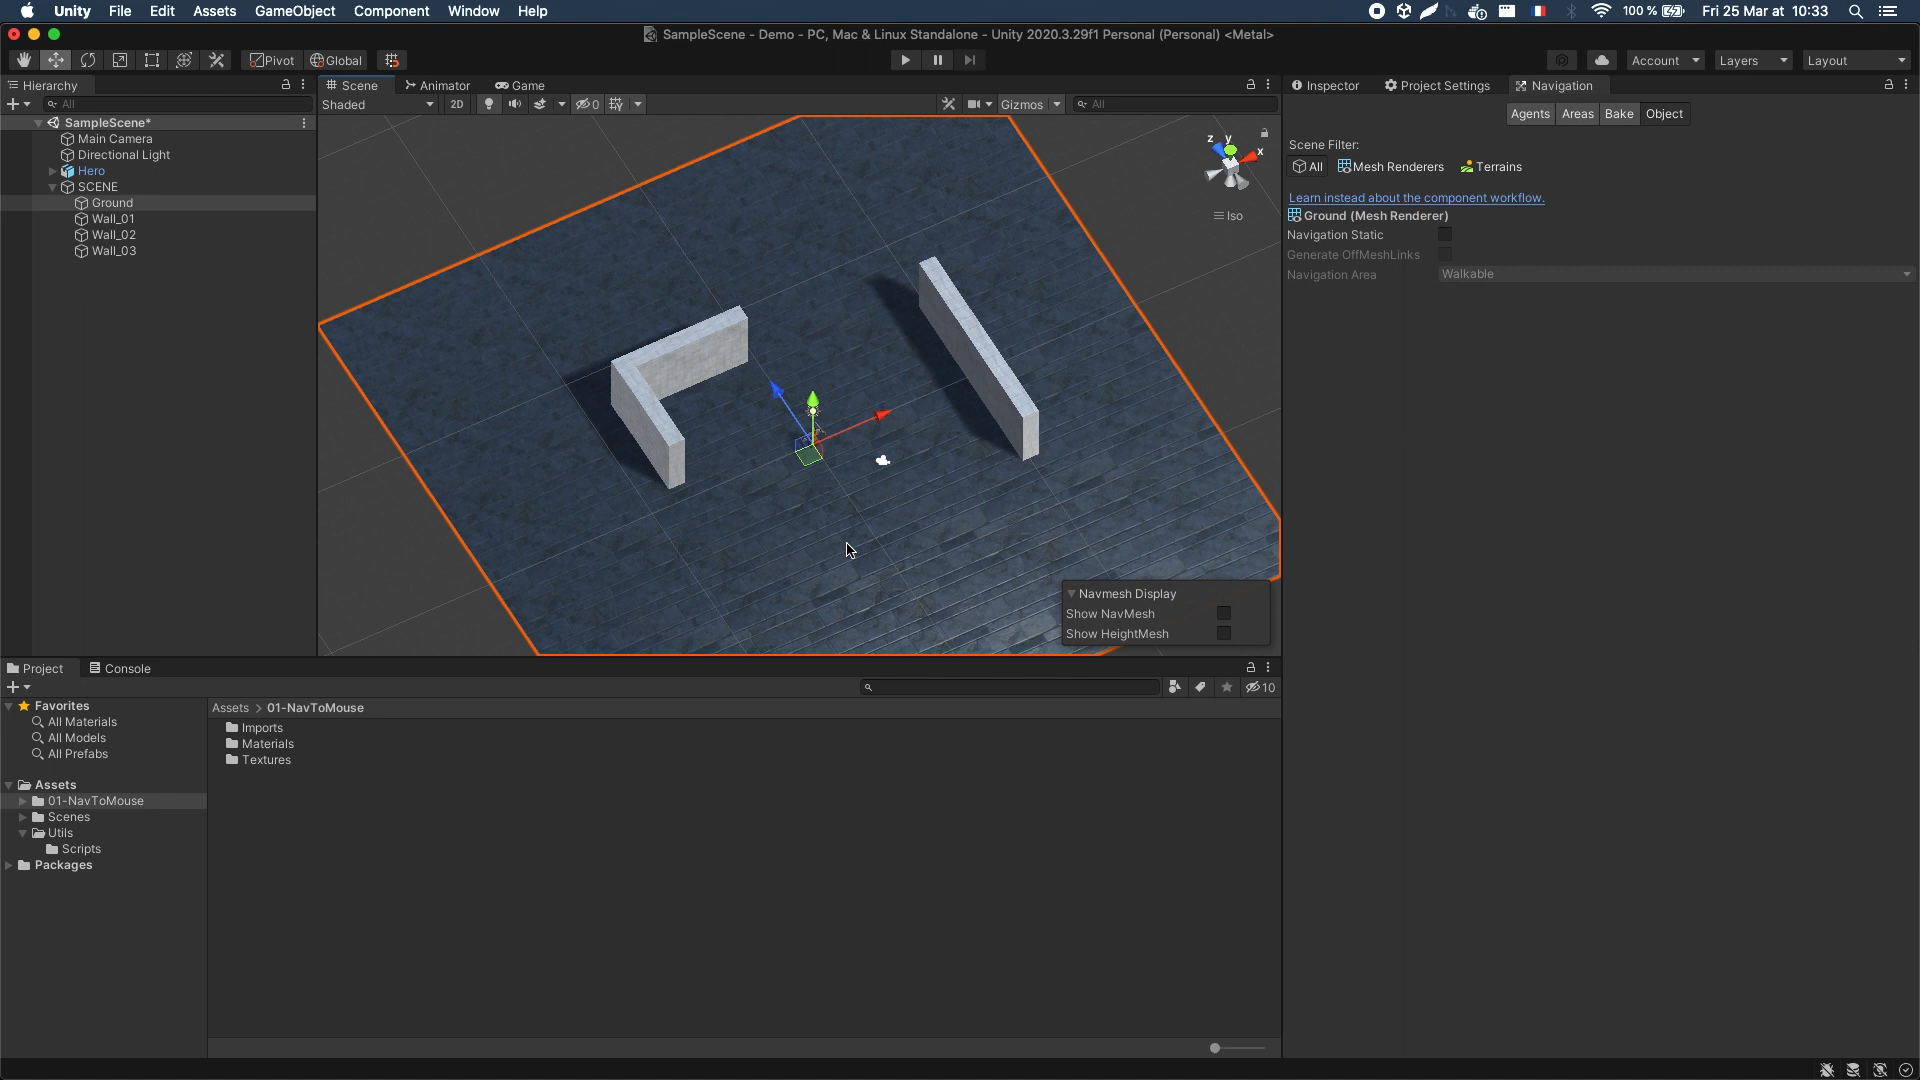 Unity File Edit Assets GameObject Component Window Help
100 % Fri 25 Mar at 10:33
SampleScene - Demo - PC, Mac & Linux Standalone - Unity 2020.3.29f1 Personal (Personal) <Metal>
Pivot Global
Account Layers Layout
Hierarchy
All
SampleScene*
Main Camera
Directional Light
Hero
SCENE
Ground
Wall_01
Wall_02
Wall_03
Scene Animator Game
Shaded 2D 0 Gizmos All
z y x
Iso
Navmesh Display
Show NavMesh
Show HeightMesh
Inspector Project Settings Navigation
Agents Areas Bake Object
Scene Filter:
All Mesh Renderers Terrains
Learn instead about the component workflow.
Ground (Mesh Renderer)
Navigation Static
Generate OffMeshLinks
Navigation Area Walkable
Project Console
10
Favorites
All Materials
All Models
All Prefabs
Assets
01-NavToMouse
Scenes
Utils
Scripts
Packages
Assets > 01-NavToMouse
Imports
Materials
Textures